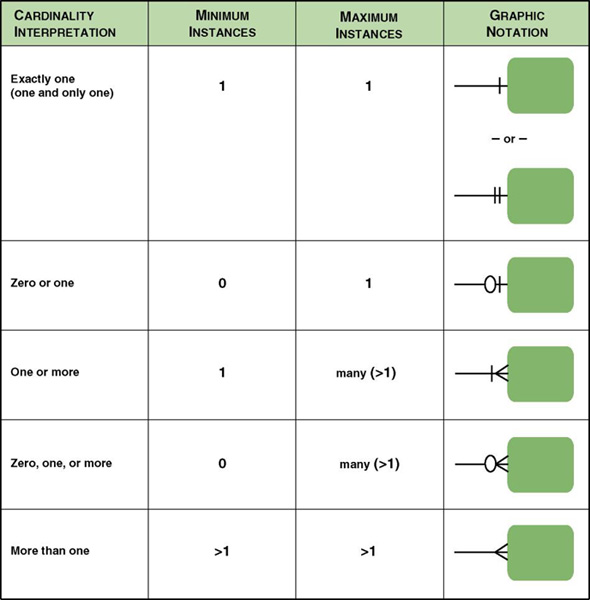 CARDINALITY INTERPRETATION
MINIMUM INSTANCES
MAXIMUM INSTANCES
GRAPHIC NOTATION
Exactly one
(one and only one)
1
1
– or –
Zero or one
0
1
One or more
1
many (>1)
Zero, one, or more
0
many (>1)
More than one
>1
>1